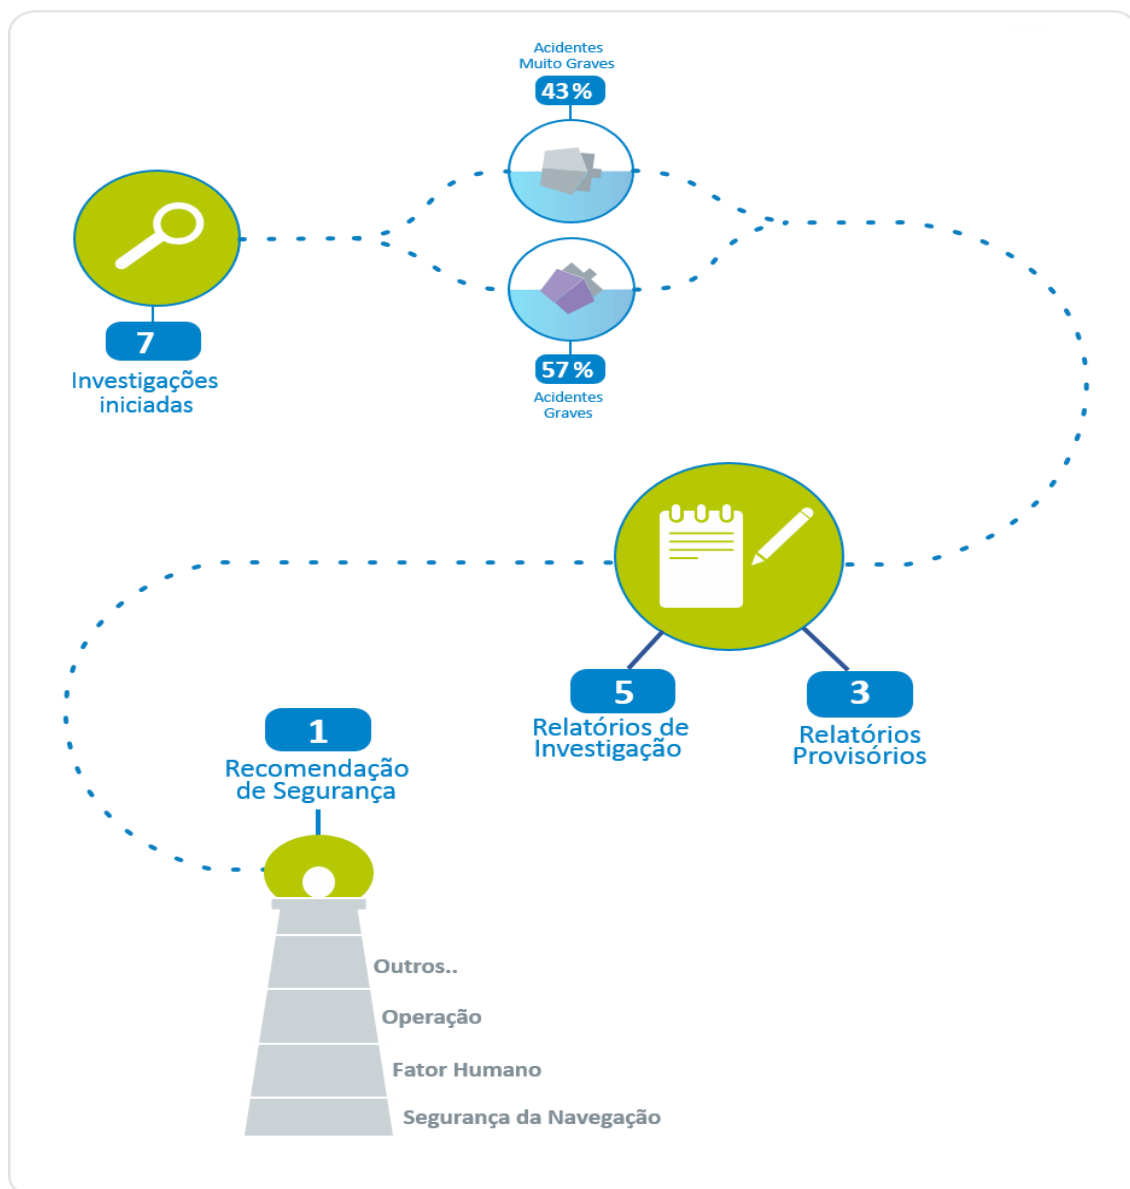 Acidentes
Muito Graves
43%
7
Investigações
iniciadas
57%
Acidentes
Graves
5
Relatórios de
Investigação
3
Relatórios
Provisórios
1
Recomendação
de Segurança
Outros..
Operação
Fator Humano
Segurança da Navegação